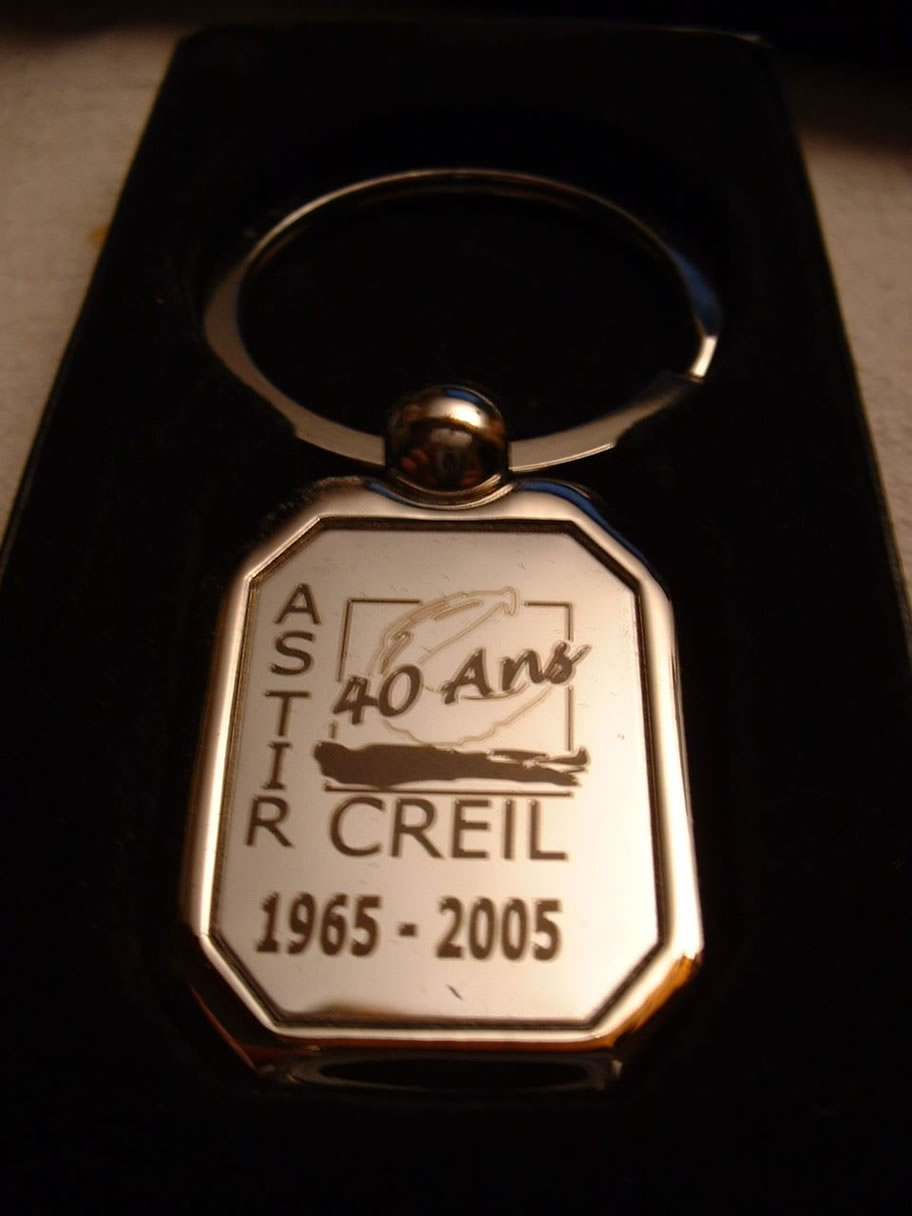 ASTIR
40 Ans
CREIL
1965 - 2005